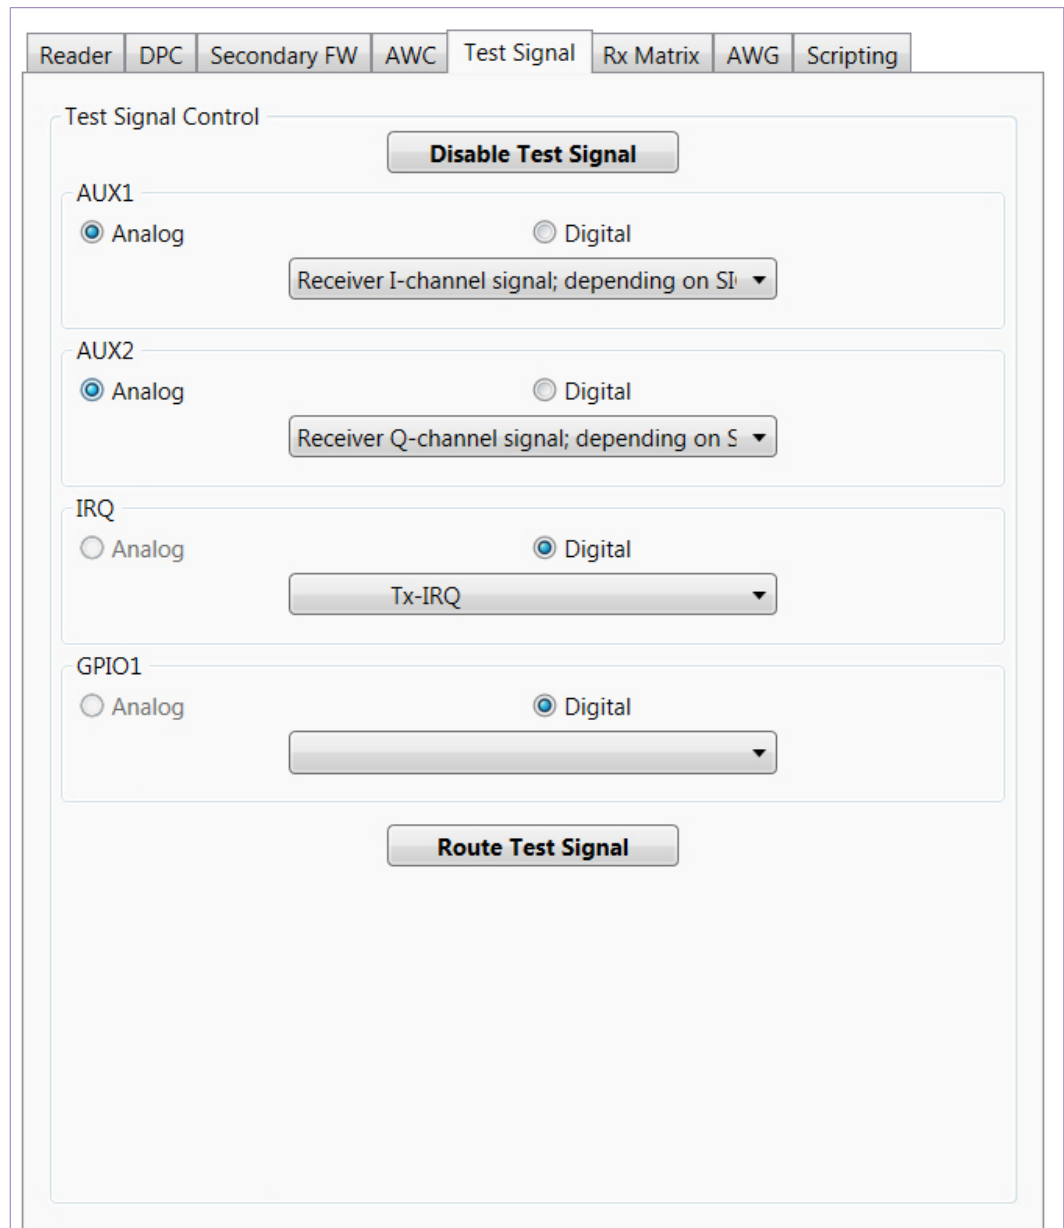 Reader DPC Secondary FW AWC Test Signal Rx Matrix AWG Scripting
Test Signal Control
Disable Test Signal
AUX1
Analog Digital
Receiver I-channel signal; depending on
AUX2
Analog Digital
Receiver Q-channel signal; depending on
IRQ
Analog Digital
Tx-IRQ
GPIO1
Analog Digital
Route Test Signal